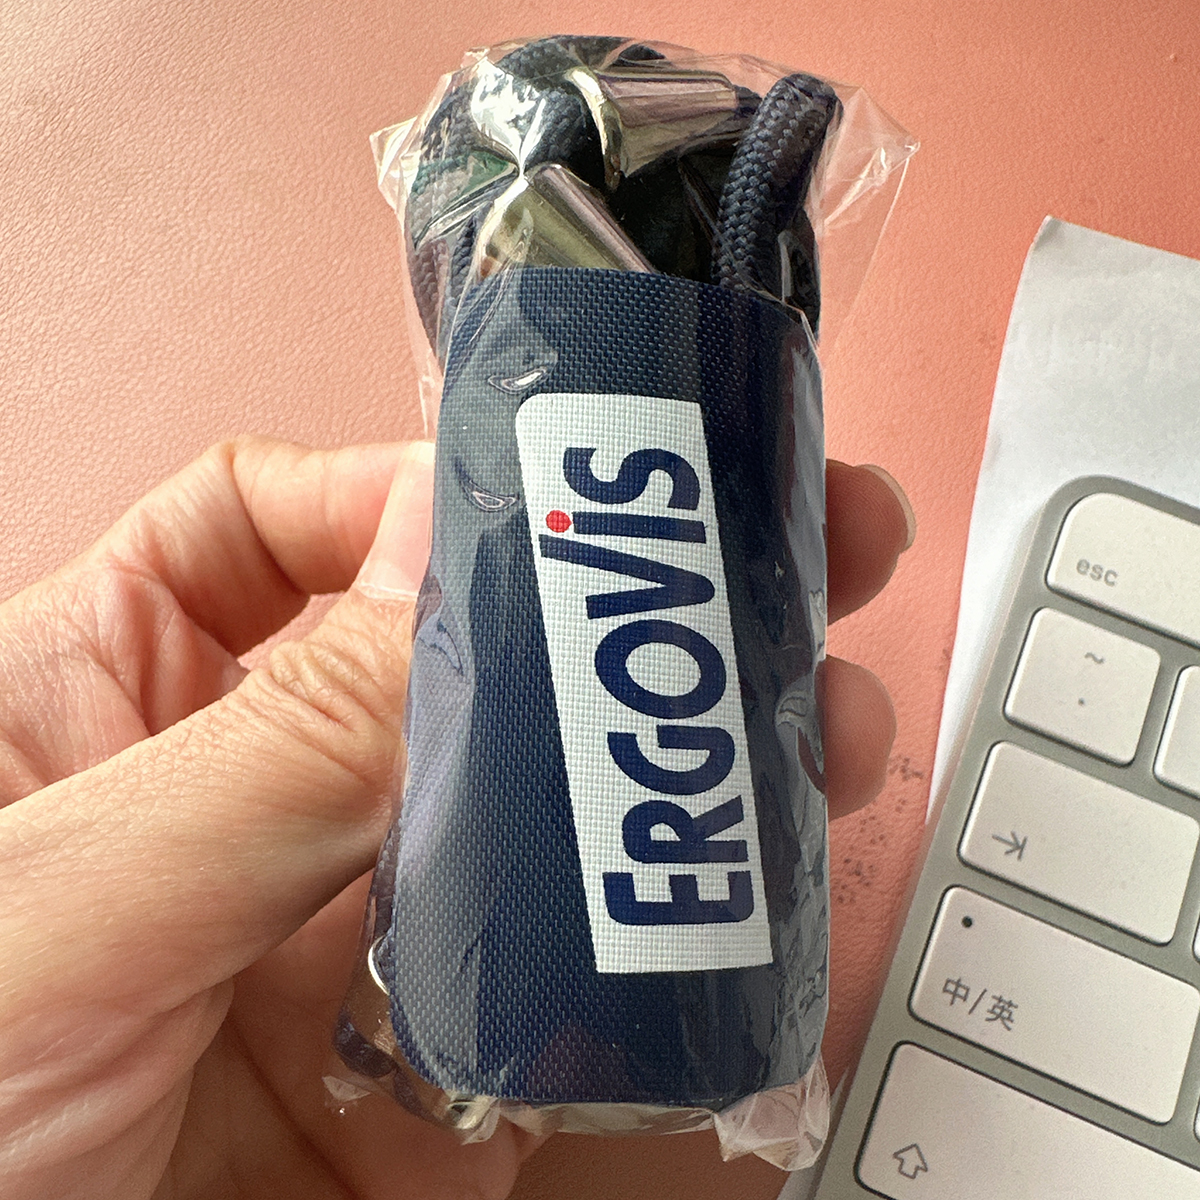 ERGOVIS
esc
~
·
中/英